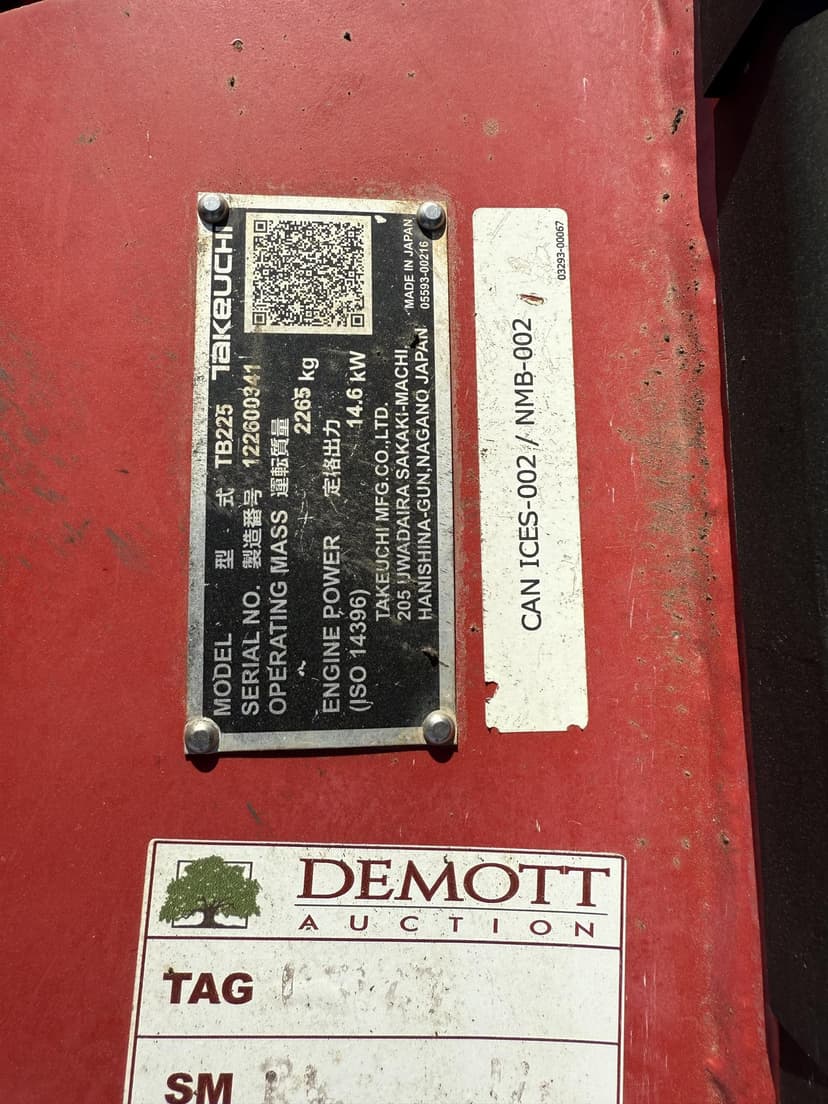 TAKEUCHI
MODEL 型 式 TB225
SERIAL NO. 製造番号 122600341
OPERATING MASS 運転質量
2265 kg
ENGINE POWER 定格出力
(ISO 14396) 14.6 kW
TAKEUCHI MFG.CO.,LTD.
205 UWADAIRA,SAKAKI-MACHI,
HANISHINA-GUN,NAGANO,JAPAN
MADE IN JAPAN
05593-00216
CAN ICES-002 / NMB-002
03293-00067
DEMOTT
AUCTION
TAG
SM